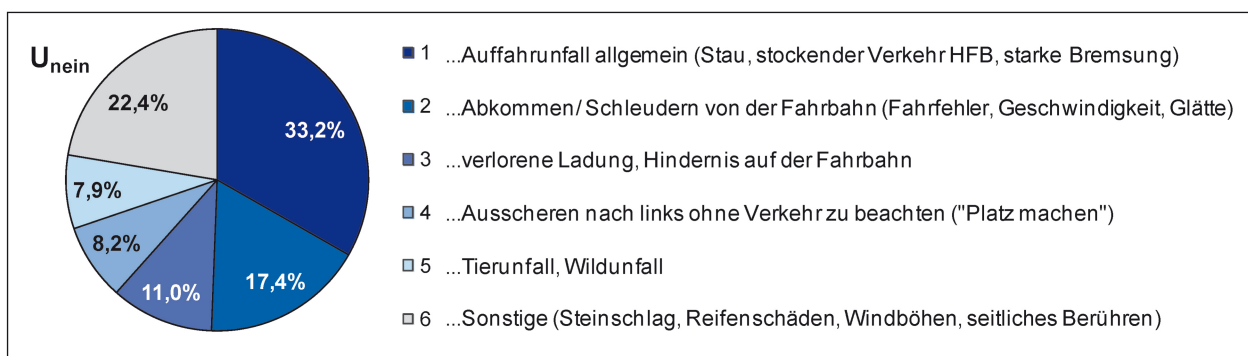 U nein
22,4%
33,2%
7,9%
8,2%
11,0%
17,4%
1 ...Auffahrunfall allgemein (Stau, stockender Verkehr HFB, starke Bremsung)
2 ...Abkommen/ Schleudern von der Fahrbahn (Fahrfehler, Geschwindigkeit, Glätte)
3 ...verlorene Ladung, Hindernis auf der Fahrbahn
4 ...Ausscheren nach links ohne Verkehr zu beachten ("Platz machen")
5 ...Tierunfall, Wildunfall
6 ...Sonstige (Steinschlag, Reifenschäden, Windböhen, seitliches Berühren)